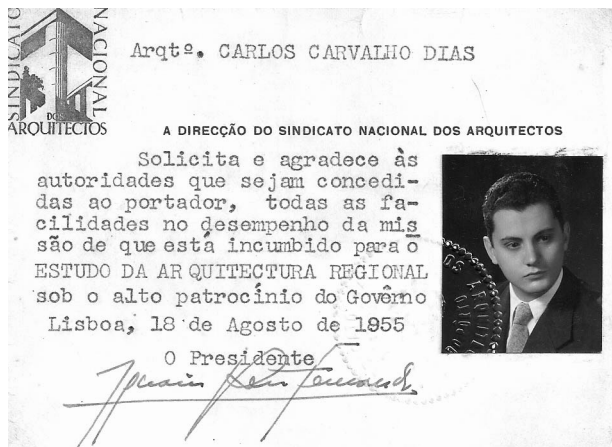 SINDICATO
NACIONAL
DOS
ARQUITECTOS
Arqtº. CARLOS CARVALHO DIAS
A DIRECÇÃO DO SINDICATO NACIONAL DOS ARQUITECTOS
Solicita e agradece às
autoridades que sejam concedi-
das ao portador, todas as fa-
cilidades no desempenho da mis
são de que está incumbido para o
ESTUDO DA AR QUITECTURA REGIONAL
sob o alto patrocínio do Govêrno
Lisboa, 18 de Agosto de 1955
O Presidente